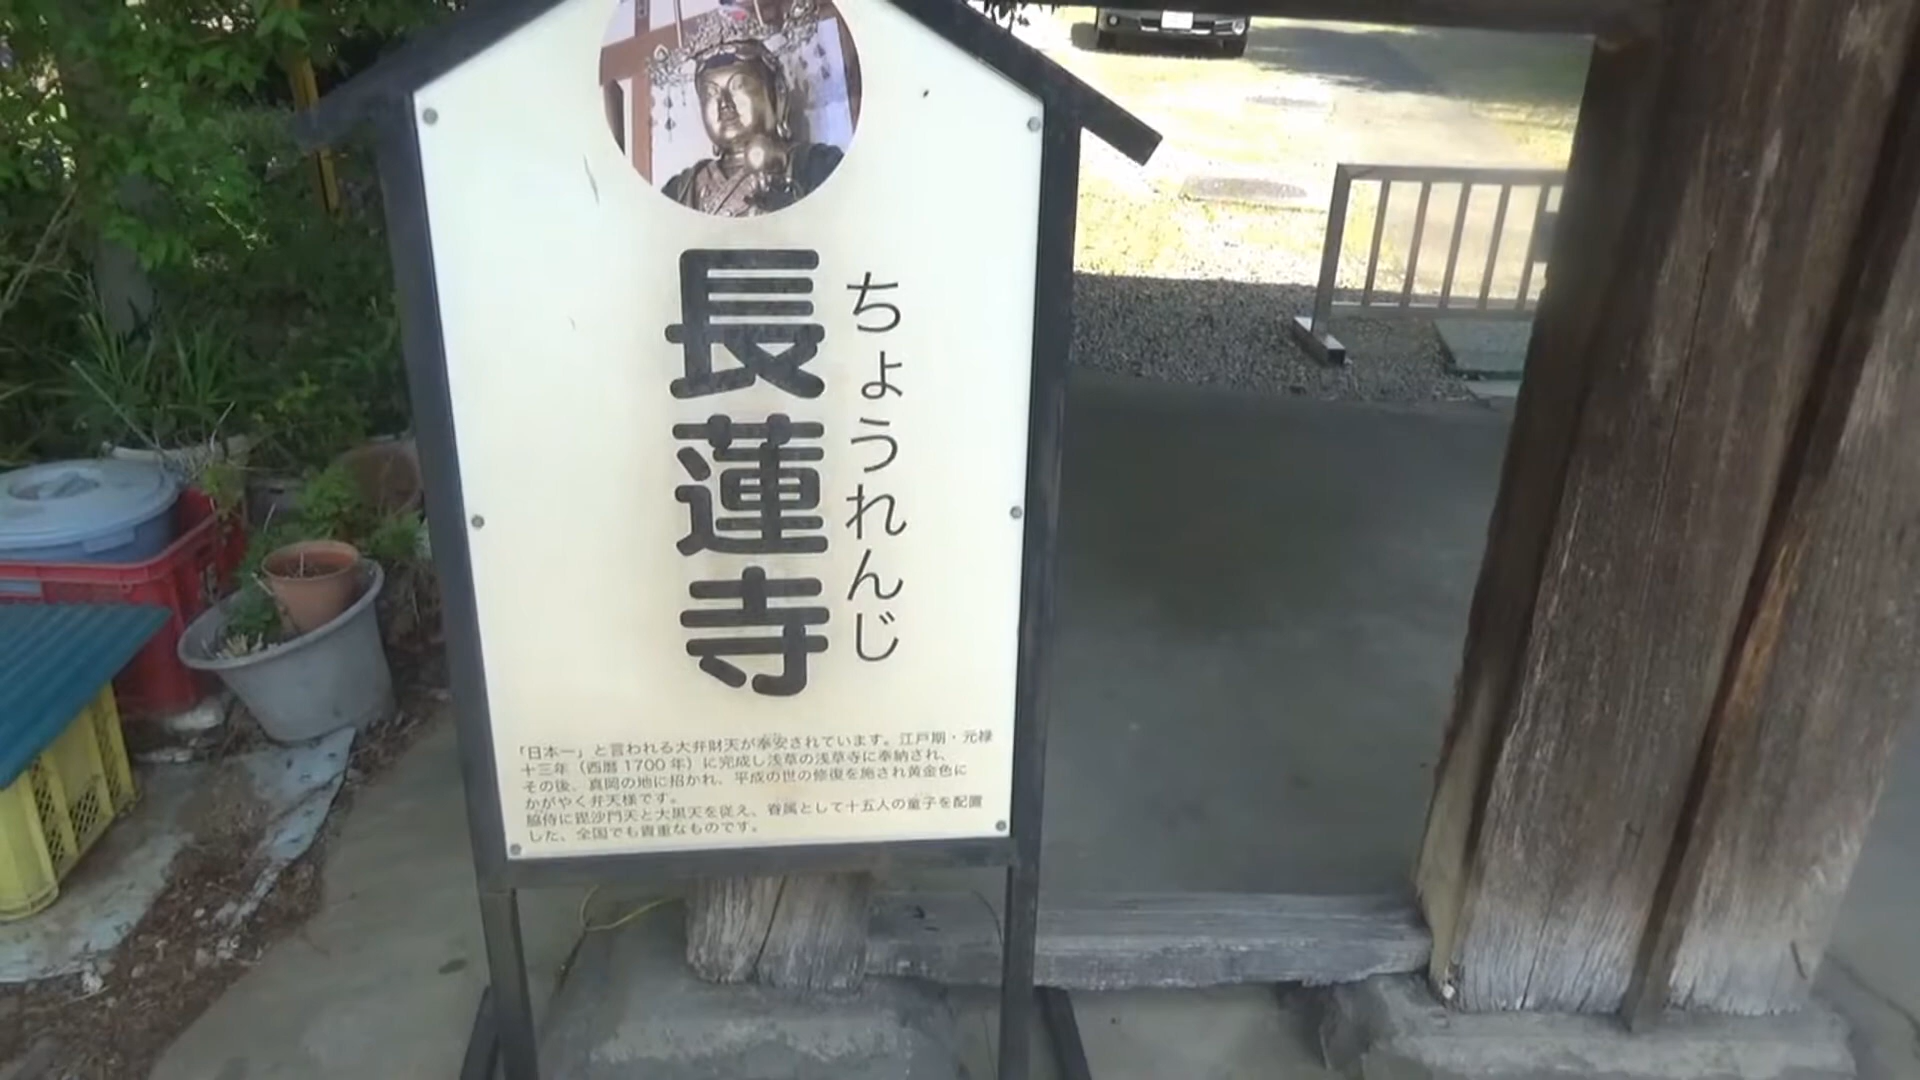 ちょうれんじ
長蓮寺
「日本一」と言われる大弁財天が奉安されています。江戸期・元禄
十三年（西暦1700年）に完成し浅草の浅草寺に奉納され、
その後、真岡の地に招かれ、平成の世の修復を施され黄金色に
かがやく弁天様です。
脇侍に毘沙門天と大黒天を従え、眷属として十五人の童子を配置
した、全国でも貴重なものです。